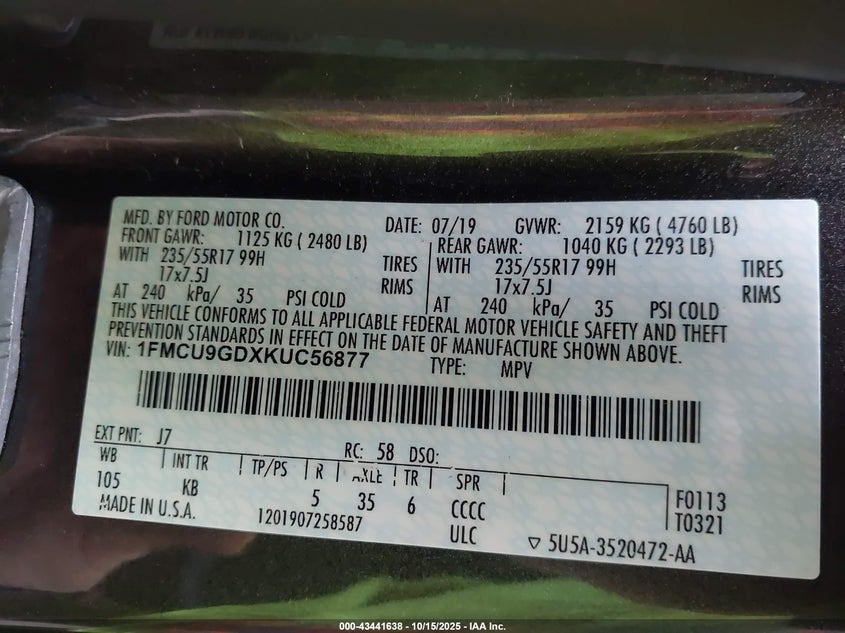 MFD. BY FORD MOTOR CO. DATE: 07/19 GVWR: 2159 KG ( 4760 LB)
FRONT GAWR: 1125 KG ( 2480 LB) REAR GAWR: 1040 KG ( 2293 LB)
WITH 235/55R17 99H TIRES WITH 235/55R17 99H TIRES
17x7.5J RIMS 17x7.5J RIMS
AT 240 kPa/ 35 PSI COLD AT 240 kPa/ 35 PSI COLD
THIS VEHICLE CONFORMS TO ALL APPLICABLE FEDERAL MOTOR VEHICLE SAFETY AND THEFT
PREVENTION STANDARDS IN EFFECT ON THE DATE OF MANUFACTURE SHOWN ABOVE.
VIN: 1FMCU9GDXKUC56877 TYPE: MPV
EXT PNT: J7 RC: 58 DSO:
WB INT TR TP/PS R AXLE TR SPR
105 KB 5 35 6 CCCC F0113
MADE IN U.S.A. 1201907258587 ULC T0321
▽ 5U5A-3520472-AA
000-43441638 - 10/15/2025 - IAA Inc.